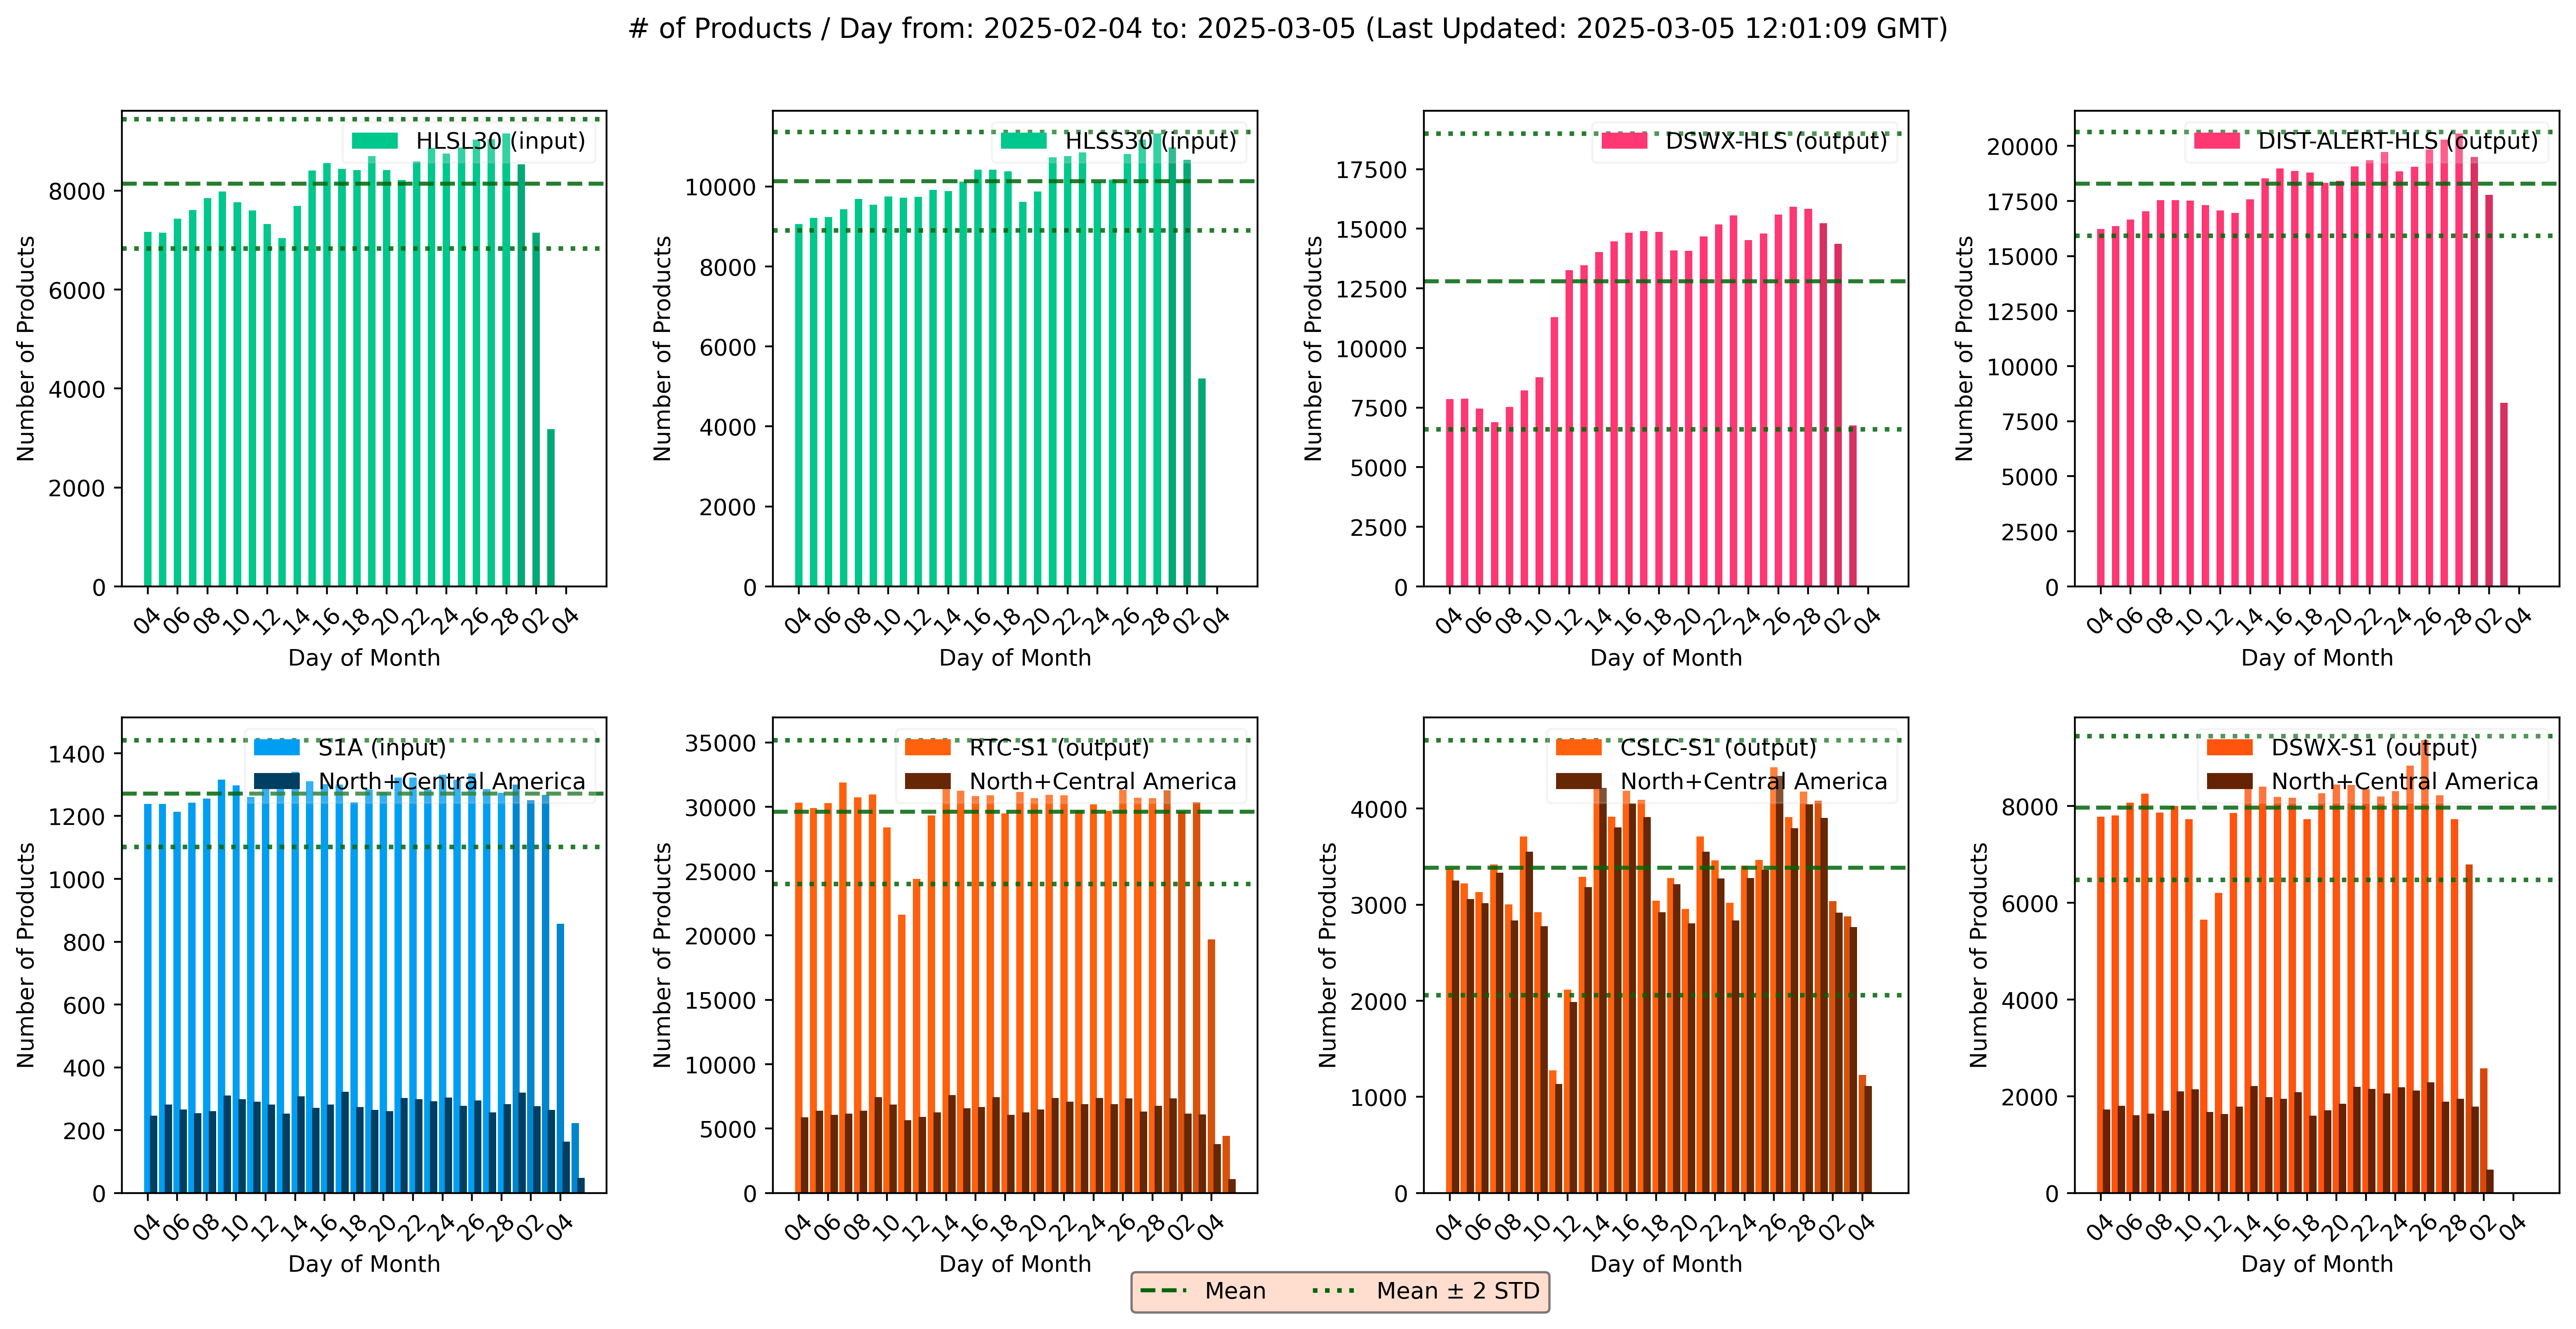 # of Products / Day from: 2025-02-04 to: 2025-03-05 (Last Updated: 2025-03-05 12:01:09 GMT)
HLSL30 (input)
Number of Products
8000
6000
4000
2000
0
04 06 08 10 12 14 16 18 20 22 24 26 28 02 04
Day of Month
HLSS30 (input)
Number of Products
10000
8000
6000
4000
2000
0
04 06 08 10 12 14 16 18 20 22 24 26 28 02 04
Day of Month
DSWX-HLS (output)
Number of Products
17500
15000
12500
10000
7500
5000
2500
0
04 06 08 10 12 14 16 18 20 22 24 26 28 02 04
Day of Month
DIST-ALERT-HLS (output)
Number of Products
20000
17500
15000
12500
10000
7500
5000
2500
0
04 06 08 10 12 14 16 18 20 22 24 26 28 02 04
Day of Month
S1A (input)
North+Central America
Number of Products
1400
1200
1000
800
600
400
200
0
04 06 08 10 12 14 16 18 20 22 24 26 28 02 04
Day of Month
RTC-S1 (output)
North+Central America
Number of Products
35000
30000
25000
20000
15000
10000
5000
0
04 06 08 10 12 14 16 18 20 22 24 26 28 02 04
Day of Month
CSLC-S1 (output)
North+Central America
Number of Products
4000
3000
2000
1000
0
04 06 08 10 12 14 16 18 20 22 24 26 28 02 04
Day of Month
DSWX-S1 (output)
North+Central America
Number of Products
8000
6000
4000
2000
0
04 06 08 10 12 14 16 18 20 22 24 26 28 02 04
Day of Month
Mean
Mean ± 2 STD